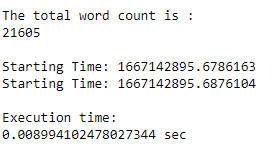 The total word count is :
21605
Starting Time: 1667142895.6786163
Starting Time: 1667142895.6876104
Execution time:
0.008994102478027344 sec